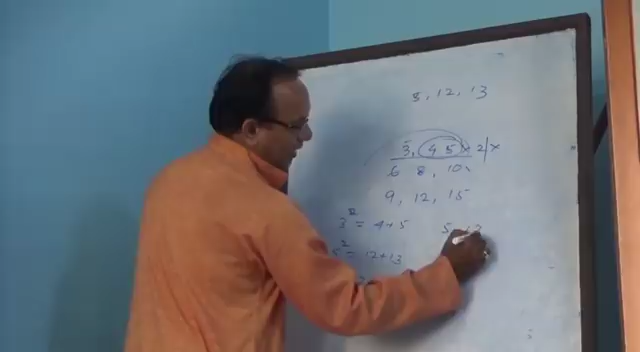 5, 12, 13
3, 4 5 × 2 | ×
6 8, 10,
9, 12, 15
3² = 4+5
5² = 12+13
5